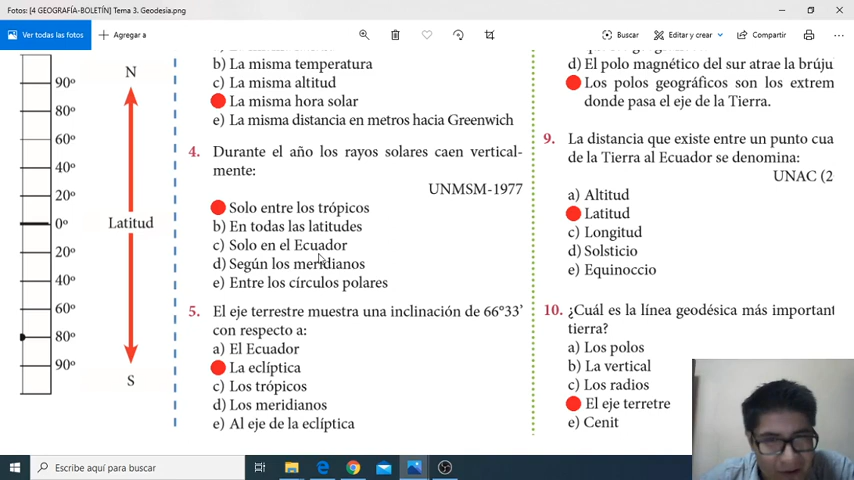 Fotos: [4 GEOGRAFÍA-BOLETÍN] Tema 3. Geodesia.png
Ver todas las fotos
Agregar a
Buscar
Editar y crear
Compartir
90º
80º
60º
40º
20º
0º
20º
40º
60º
80º
90º
N
Latitud
S
b) La misma temperatura
c) La misma altitud
La misma hora solar
e) La misma distancia en metros hacia Greenwich
4. Durante el año los rayos solares caen vertical-
mente:
UNMSM-1977
Solo entre los trópicos
b) En todas las latitudes
c) Solo en el Ecuador
d) Según los meridianos
e) Entre los círculos polares
5. El eje terrestre muestra una inclinación de 66°33’
con respecto a:
a) El Ecuador
La eclíptica
c) Los trópicos
d) Los meridianos
e) Al eje de la eclíptica
d) El polo magnético del sur atrae la brúju
Los polos geográficos son los extrem
donde pasa el eje de la Tierra.
9. La distancia que existe entre un punto cua
de la Tierra al Ecuador se denomina:
UNAC (2
a) Altitud
Latitud
c) Longitud
d) Solsticio
e) Equinoccio
10. ¿Cuál es la línea geodésica más important
tierra?
a) Los polos
b) La vertical
c) Los radios
El eje terretre
e) Cenit
Escribe aquí para buscar